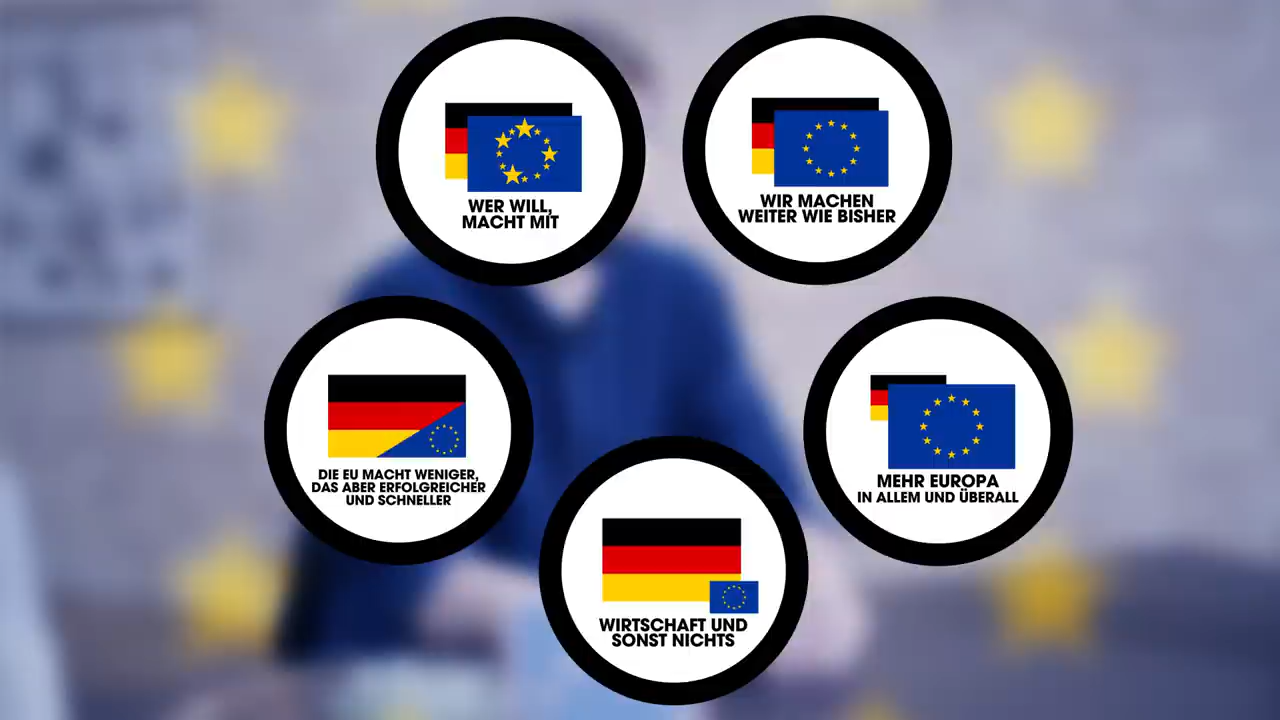 WER WILL,
MACHT MIT
WIR MACHEN
WEITER WIE BISHER
DIE EU MACHT WENIGER,
DAS ABER ERFOLGREICHER
UND SCHNELLER
MEHR EUROPA
IN ALLEM UND ÜBERALL
WIRTSCHAFT UND
SONST NICHTS